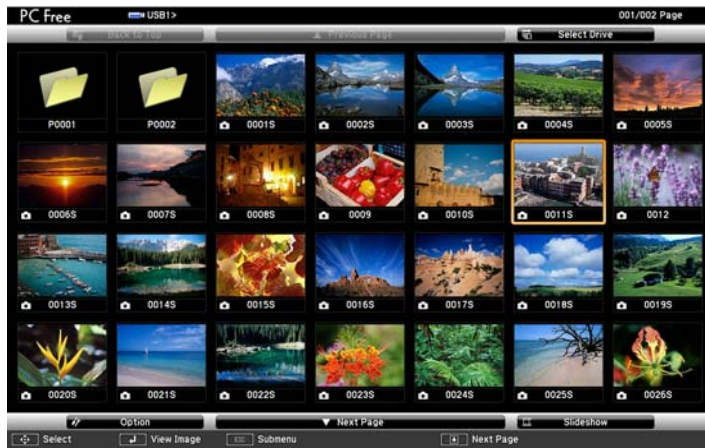 PC Free USB1> 001/002 Page
Back to Top ▲ Previous Page Select Drive
P0001 P0002 0001S 0002S 0003S 0004S 0005S
0006S 0007S 0008S 0009 0010S 0011S 0012
0013S 0014S 0015S 0016S 0017S 0018S 0019S
0020S 0021S 0022S 0023S 0024S 0025S 0026S
Option ▼ Next Page Slideshow
Select View Image Esc Submenu Next Page